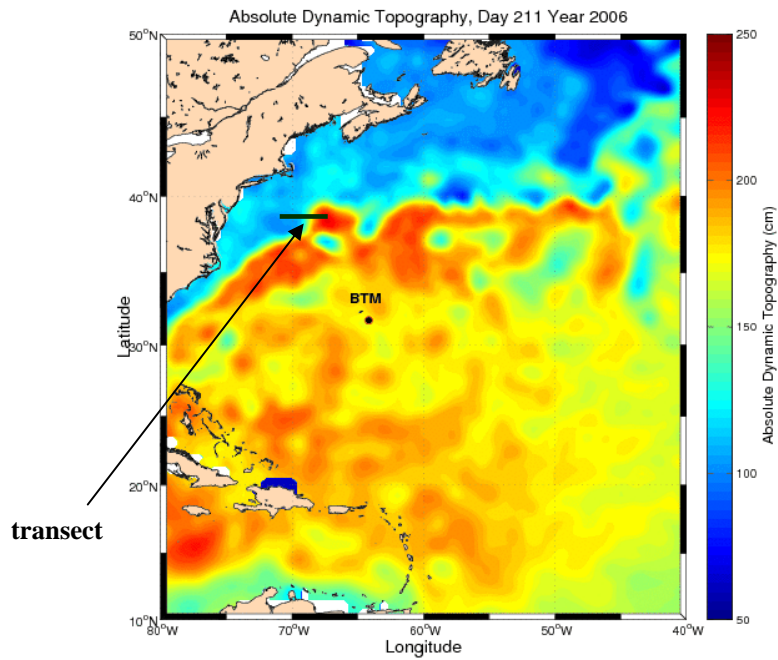 Absolute Dynamic Topography, Day 211 Year 2006
50°N
40°N
30°N
20°N
10°N
Latitude
BTM
transect
80°W 70°W 60°W 50°W 40°W
Longitude
250
200
150
100
50
Absolute Dynamic Topography (cm)